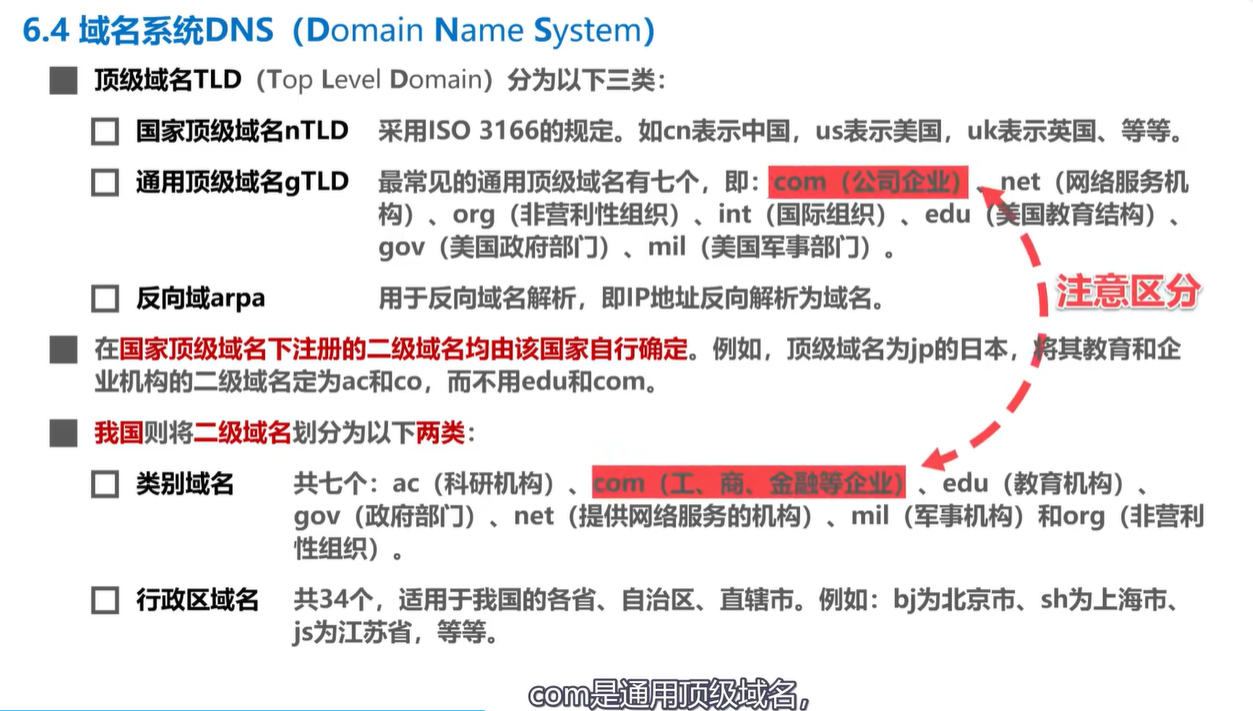 6.4 域名系统DNS（Domain Name System）
顶级域名TLD（Top Level Domain）分为以下三类：
国家顶级域名nTLD 采用ISO 3166的规定。如cn表示中国，us表示美国，uk表示英国、等等。
通用顶级域名gTLD 最常见的通用顶级域名有七个，即：com（公司企业）、net（网络服务机
构）、org（非营利性组织）、int（国际组织）、edu（美国教育结构）、
gov（美国政府部门）、mil（美国军事部门）。
反向域arpa 用于反向域名解析，即IP地址反向解析为域名。
注意区分
在国家顶级域名下注册的二级域名均由该国家自行确定。例如，顶级域名为jp的日本，将其教育和企
业机构的二级域名定为ac和co，而不用edu和com。
我国则将二级域名划分为以下两类：
类别域名 共七个：ac（科研机构）、com（工、商、金融等企业）、edu（教育机构）、
gov（政府部门）、net（提供网络服务的机构）、mil（军事机构）和org（非营利
性组织）。
行政区域名 共34个，适用于我国的各省、自治区、直辖市。例如：bj为北京市、sh为上海市、
js为江苏省，等等。
com是通用顶级域名，